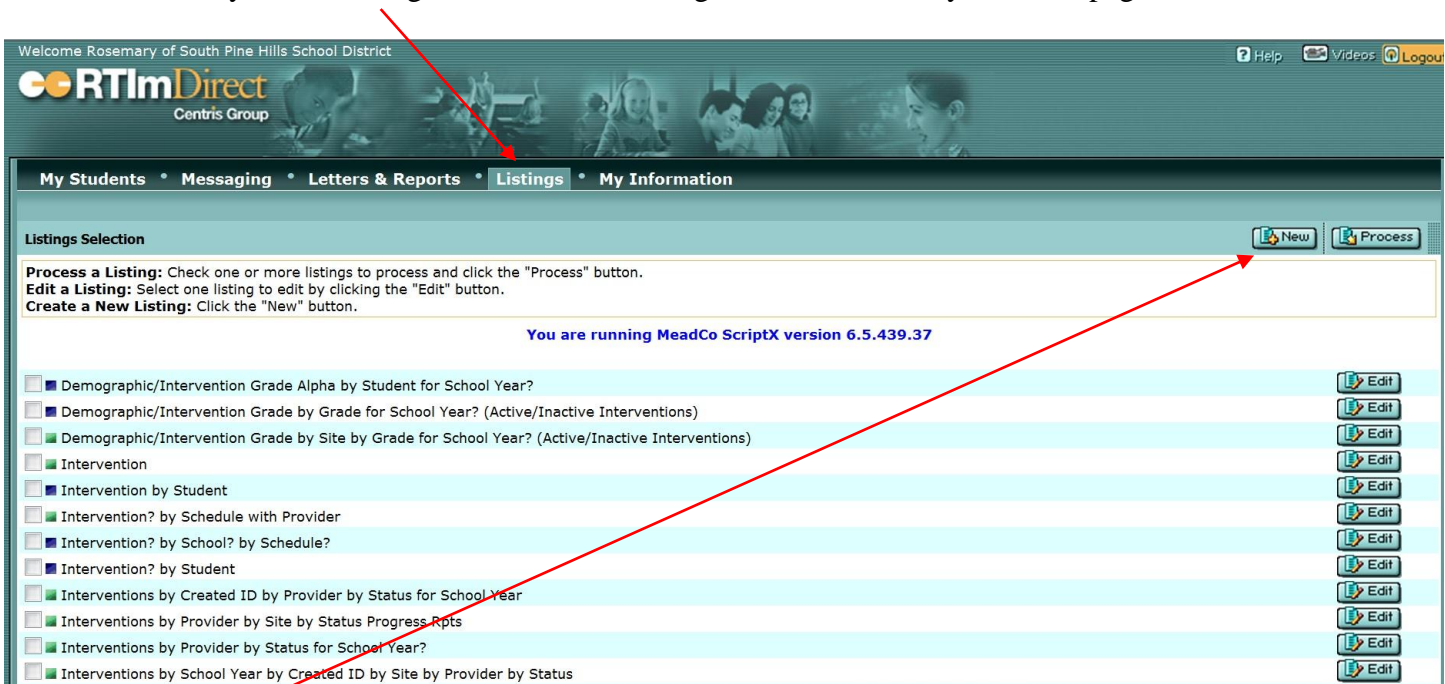 Welcome Rosemary of South Pine Hills School District
Help Videos Logout
RTImDirect
Centris Group
My Students • Messaging • Letters & Reports • Listings • My Information
Listings Selection New Process
Process a Listing: Check one or more listings to process and click the "Process" button.
Edit a Listing: Select one listing to edit by clicking the "Edit" button.
Create a New Listing: Click the "New" button.
You are running MeadCo ScriptX version 6.5.439.37
Demographic/Intervention Grade Alpha by Student for School Year? Edit
Demographic/Intervention Grade by Grade for School Year? (Active/Inactive Interventions) Edit
Demographic/Intervention Grade by Site by Grade for School Year? (Active/Inactive Interventions) Edit
Intervention Edit
Intervention by Student Edit
Intervention? by Schedule with Provider Edit
Intervention? by School? by Schedule? Edit
Intervention? by Student Edit
Interventions by Created ID by Provider by Status for School Year Edit
Interventions by Provider by Site by Status Progress Rpts Edit
Interventions by Provider by Status for School Year? Edit
Interventions by School Year by Created ID by Site by Provider by Status Edit